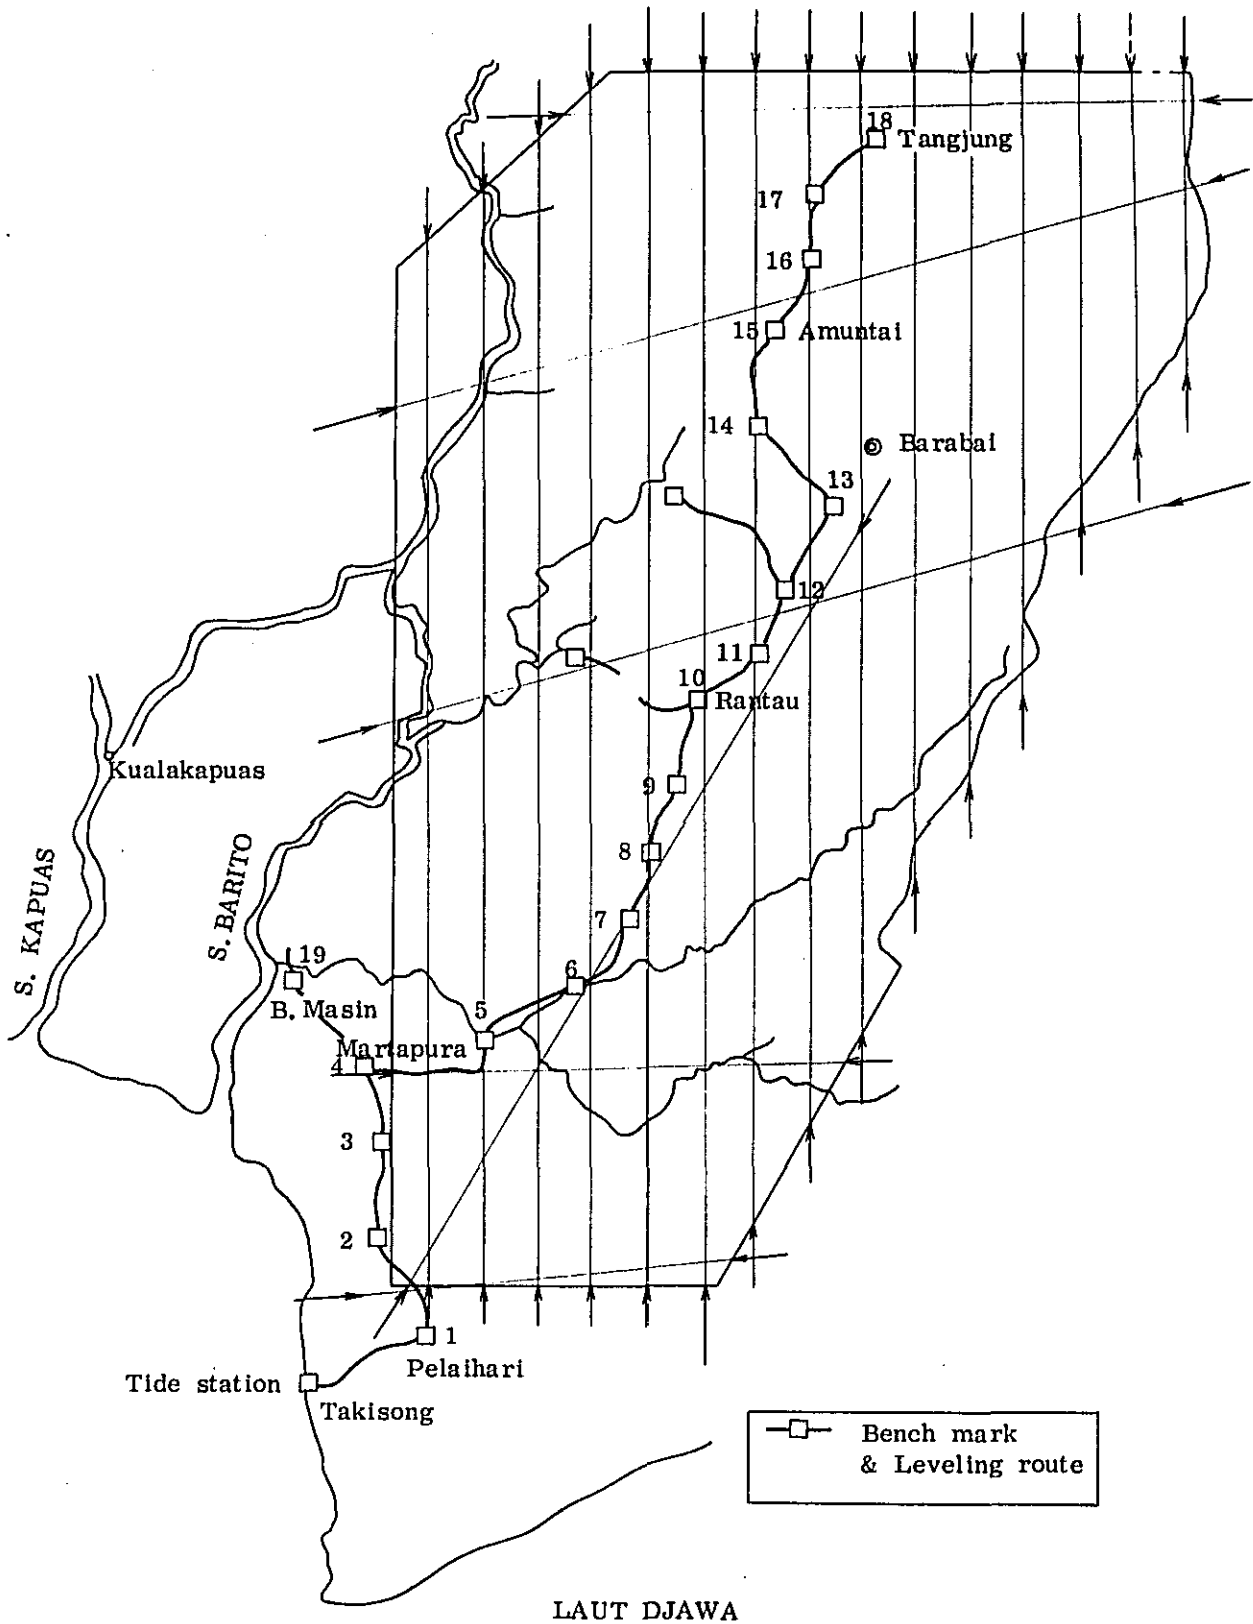 18
Tangjung
17
16
15 Amuntai
14
Barabai
13
12
11
10
Rantau
Kualakapuas
9
8
S. KAPUAS
S. BARITO
7
19
6
B. Masin
5
Martapura
4
3
2
1
Pelaihari
Tide station
Takisong
Bench mark
& Leveling route
LAUT DJAWA